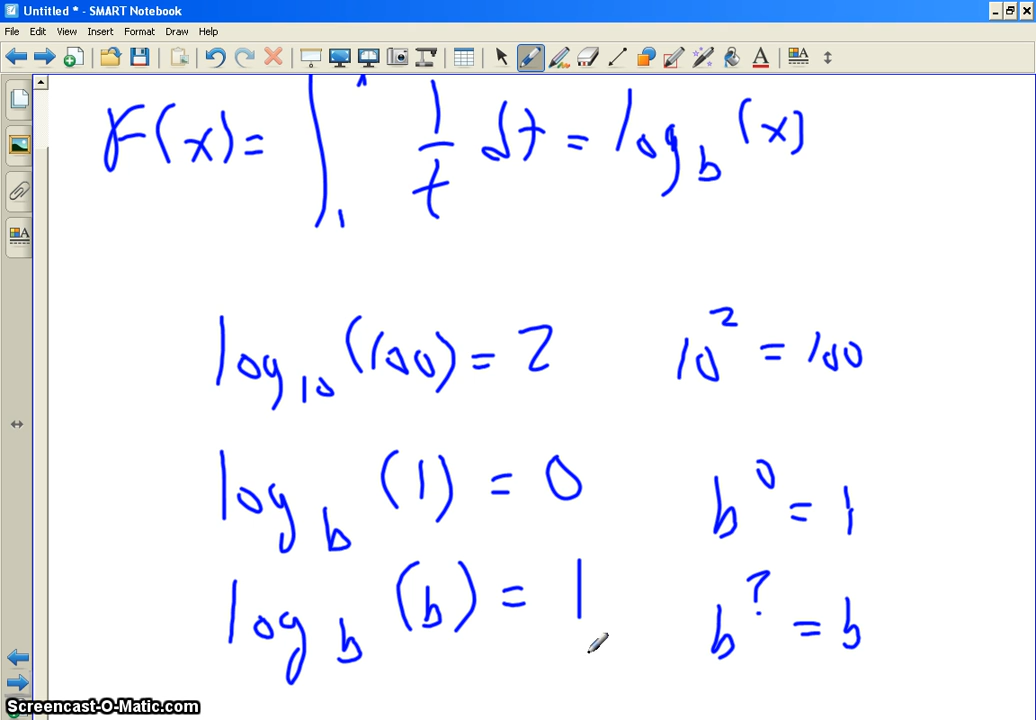 Untitled * - SMART Notebook
File Edit View Insert Format Draw Help
F(x) = ∫₁ 1/t dt = log_b (x)
log₁₀ (100) = 2 10² = 100
log_b (1) = 0 b⁰ = 1
log_b (b) = 1 b^? = b
Screencast-O-Matic.com